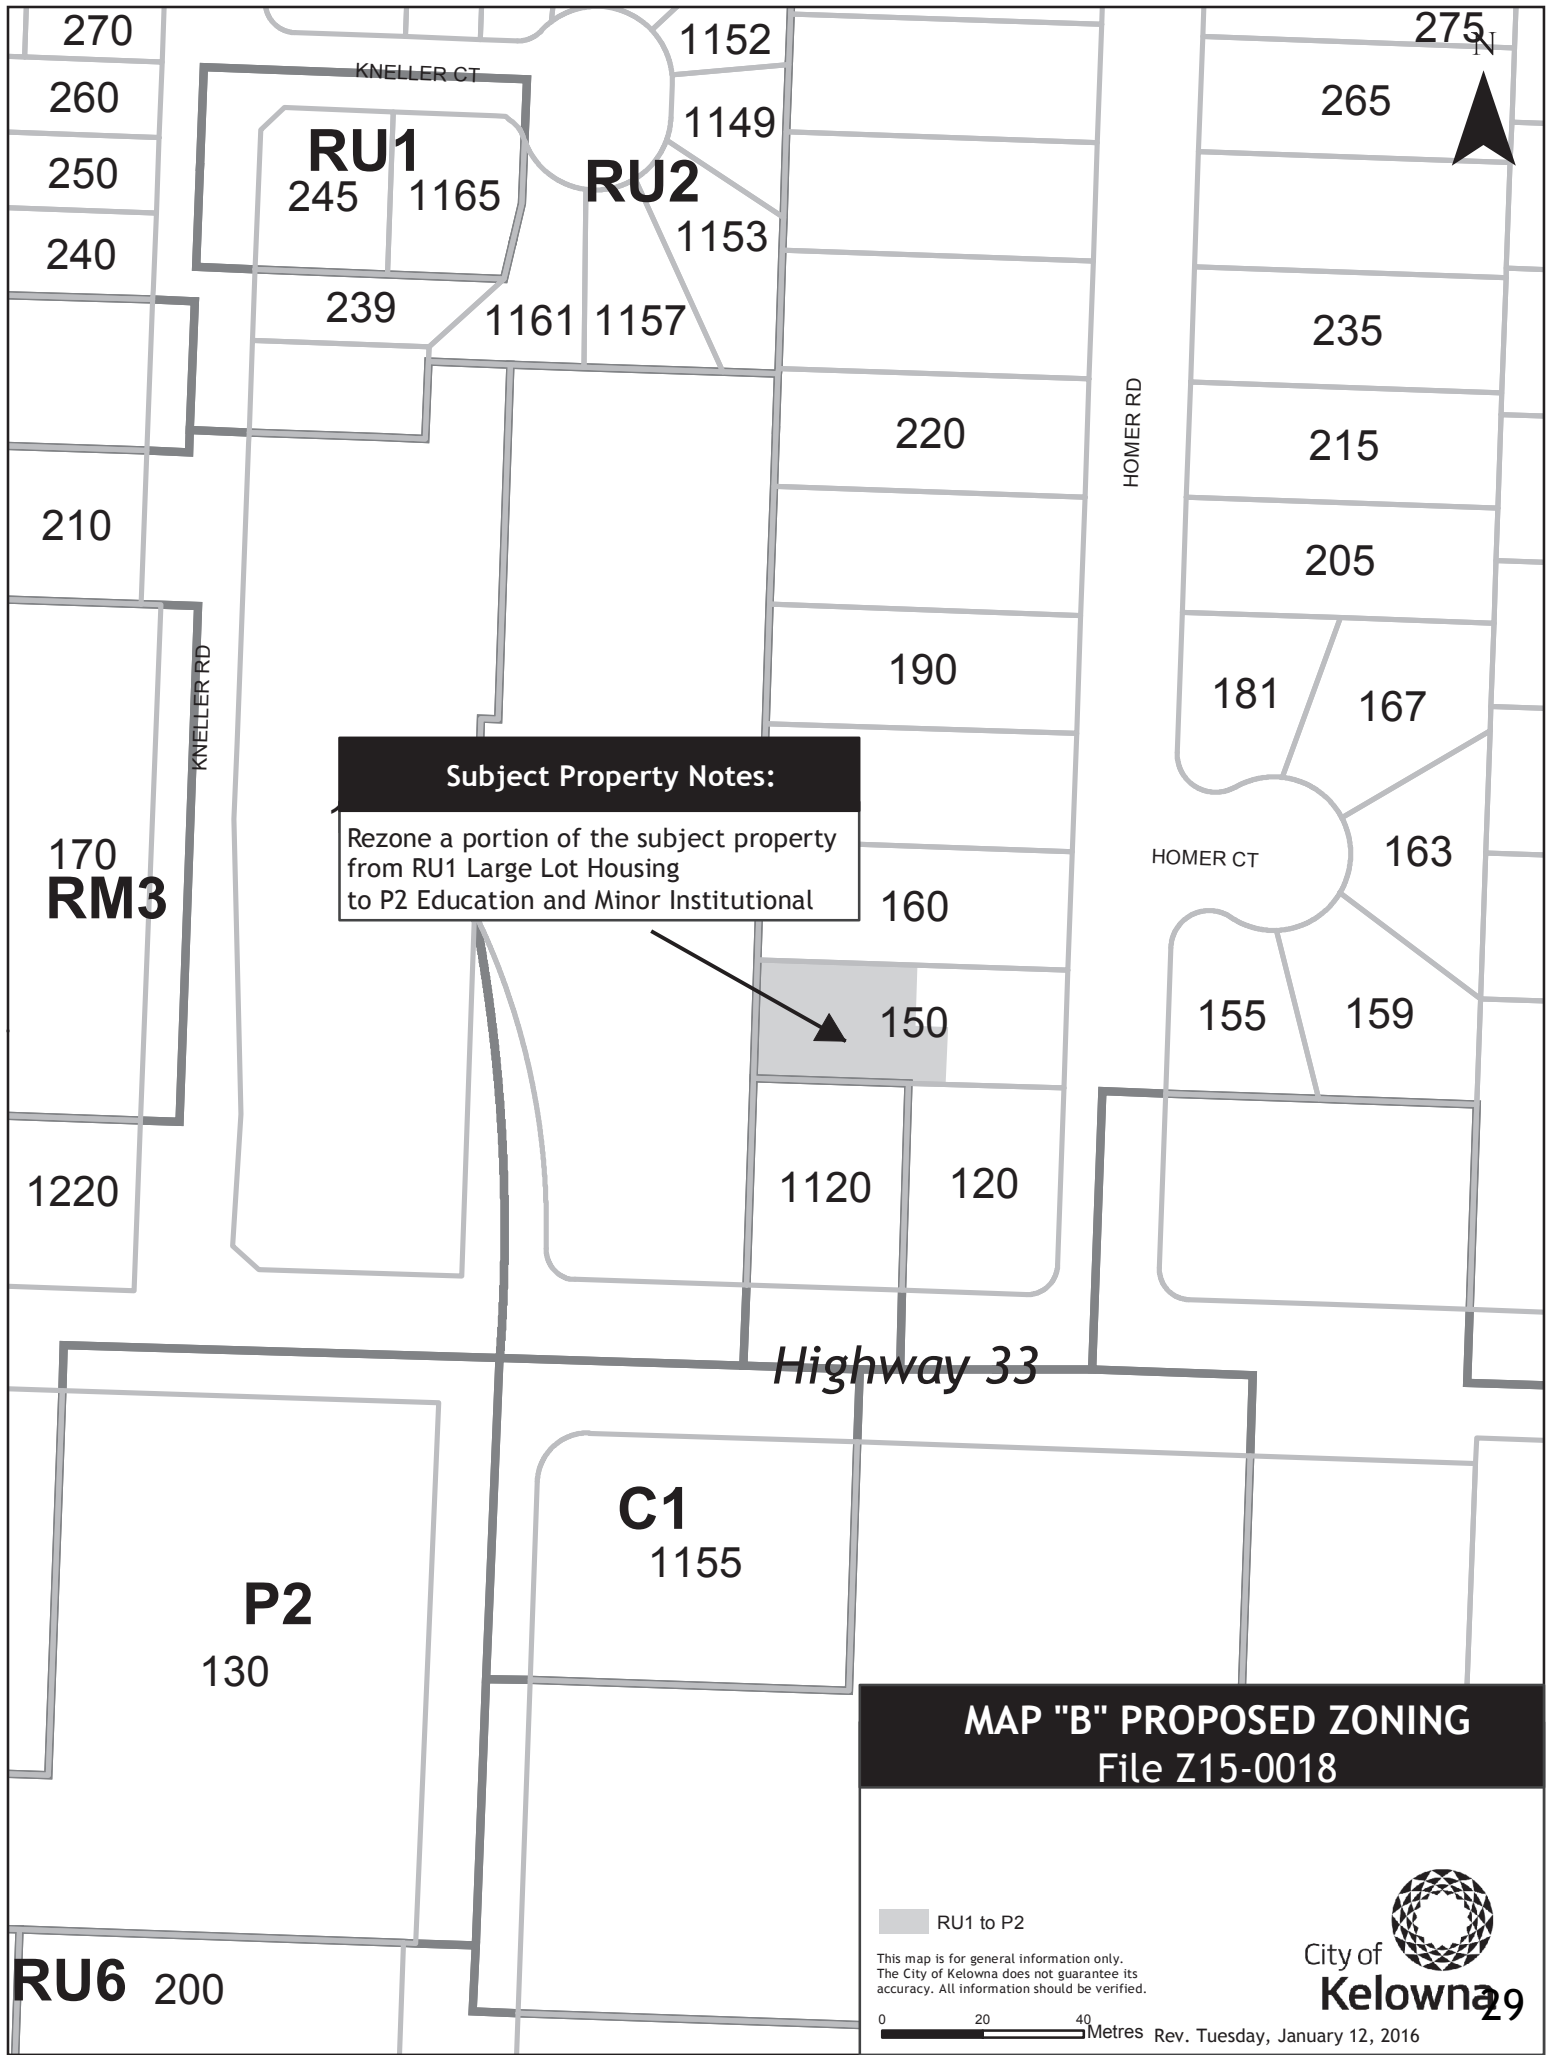 270
1152
275
N
KNELLER CT
260
265
1149
RU1
RU2
250
245
1165
1153
240
239
1161
1157
235
220
HOMER RD
215
210
205
190
181
167
KNELLER RD
Subject Property Notes:
Rezone a portion of the subject property
from RU1 Large Lot Housing
to P2 Education and Minor Institutional
170
RM3
HOMER CT
163
160
150
155
159
1220
1120
120
Highway 33
C1
1155
P2
130
MAP "B" PROPOSED ZONING
File Z15-0018
RU1 to P2
This map is for general information only.
The City of Kelowna does not guarantee its
accuracy. All information should be verified.
City of
Kelowna
29
RU6
200
0 20 40
Metres
Rev. Tuesday, January 12, 2016